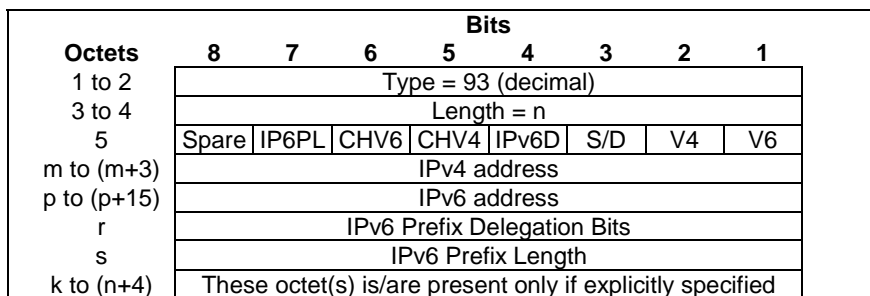 Bits
Octets 8 7 6 5 4 3 2 1
1 to 2 Type = 93 (decimal)
3 to 4 Length = n
5 Spare IP6PL CHV6 CHV4 IPv6D S/D V4 V6
m to (m+3) IPv4 address
p to (p+15) IPv6 address
r IPv6 Prefix Delegation Bits
s IPv6 Prefix Length
k to (n+4) These octet(s) is/are present only if explicitly specified